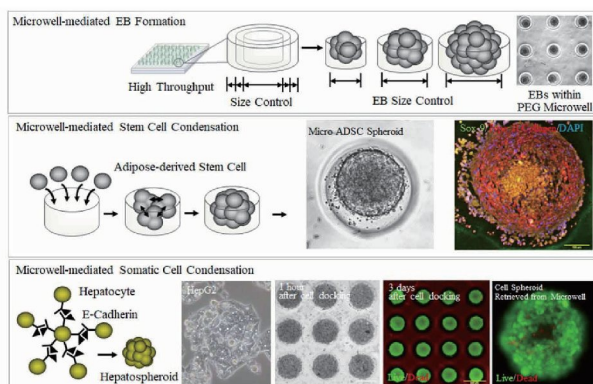 Microwell-mediated EB Formation
High Throughput
Size Control
EB Size Control
EBs within
PEG Microwell
Microwell-mediated Stem Cell Condensation
Adipose-derived Stem Cell
Micro ADSC Spheroid
Sox-9/
/DAPI
Microwell-mediated Somatic Cell Condensation
Hepatocyte
E-Cadherin
Hepatospheroid
HepG2
1 hour
after cell docking
3 days
after cell docking
Live/Dead
Cell Spheroid
Retrieved from Microwell
Live/Dead